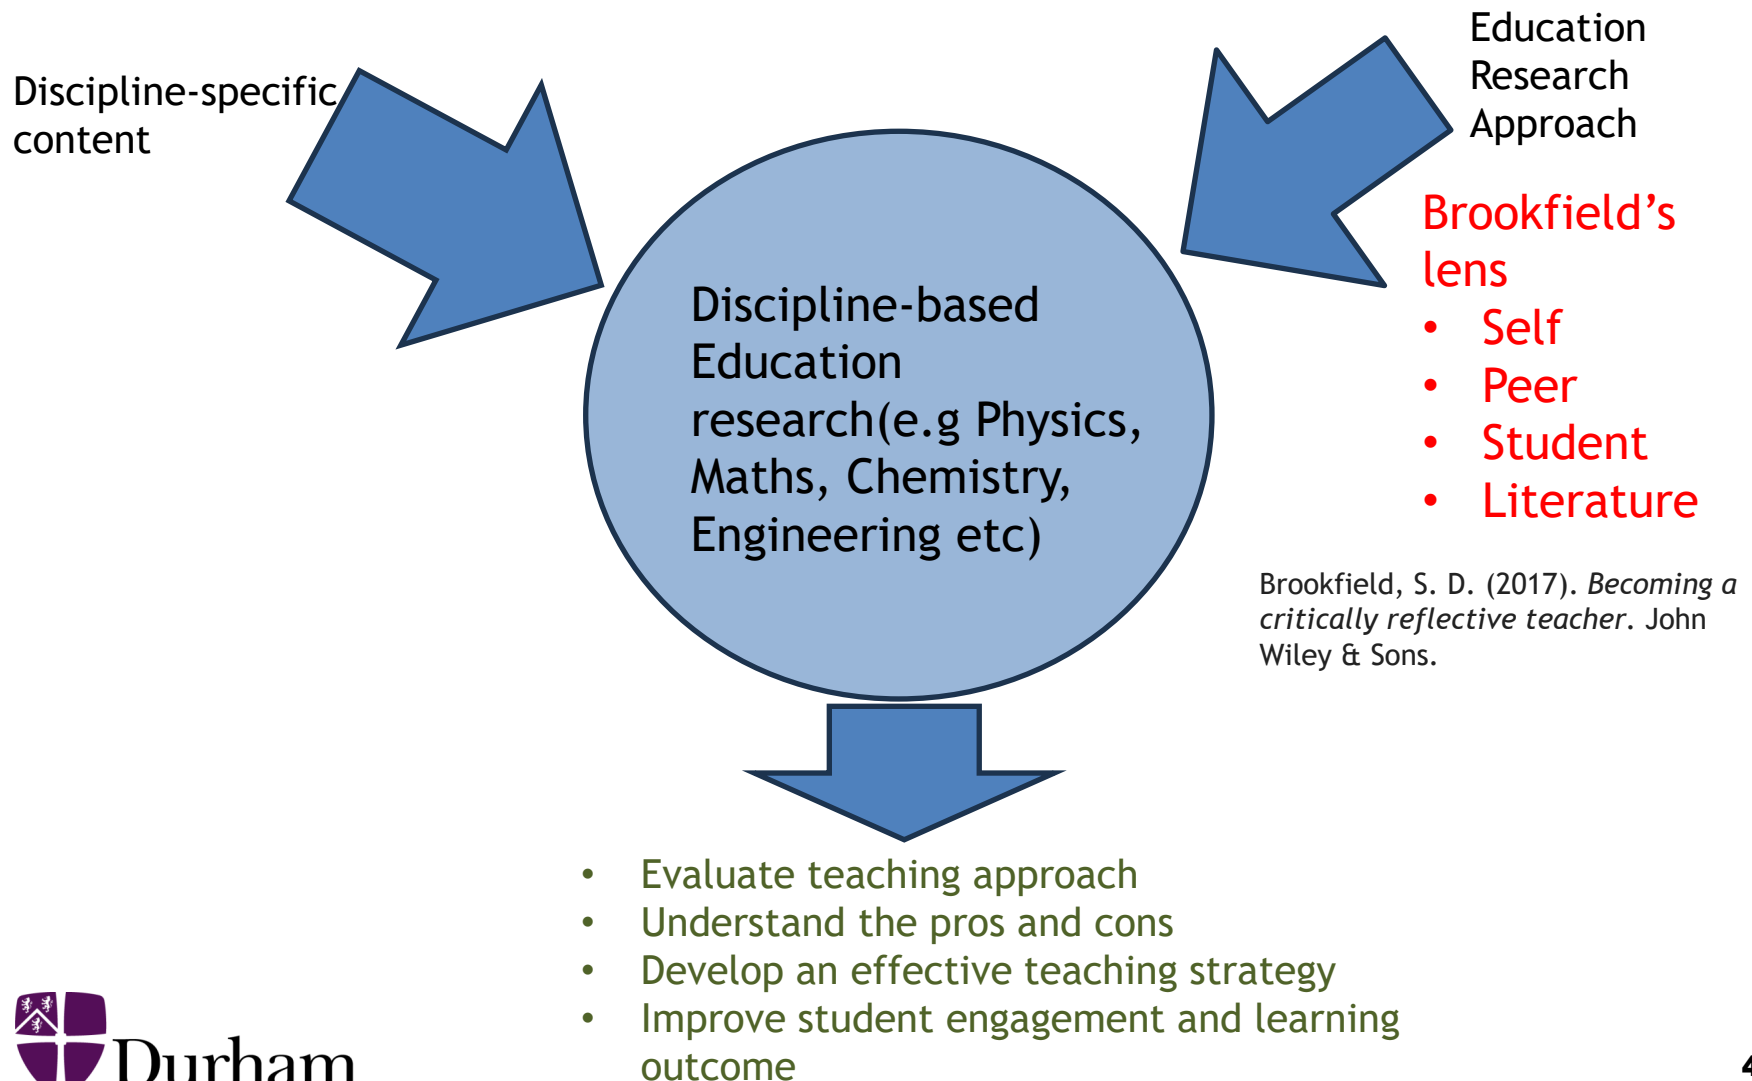 Discipline-specific
content
Education
Research
Approach
Brookfield’s
lens
• Self
• Peer
• Student
• Literature
Discipline-based
Education
research(e.g Physics,
Maths, Chemistry,
Engineering etc)
Brookfield, S. D. (2017). Becoming a
critically reflective teacher. John
Wiley & Sons.
• Evaluate teaching approach
• Understand the pros and cons
• Develop an effective teaching strategy
• Improve student engagement and learning
outcome
Durham
4